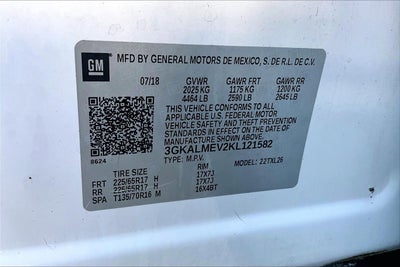 GM
MFD BY GENERAL MOTORS DE MEXICO, S. DE R.L. DE C.V.
07/18 GVWR GAWR FRT GAWR RR
2025 KG 1175 KG 1200 KG
4464 LB 2590 LB 2645 LB
THIS VEHICLE CONFORMS TO ALL
APPLICABLE U.S. FEDERAL MOTOR
VEHICLE SAFETY AND THEFT PREVENTION
STANDARDS IN EFFECT ON THE DATE OF
MANUFACTURE SHOWN ABOVE.
3GKALMEV2KL121582
8624 TYPE: M.P.V. MODEL: 22TXL26
TIRE SIZE RIM
FRT 225/65R17 H 17X7J
RR 225/65R17 H 17X7J
SPA T135/70R16 M 16X4BT